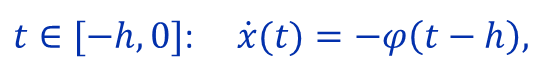 t ∈ [−h, 0]: ẋ(t) = −φ(t − h),